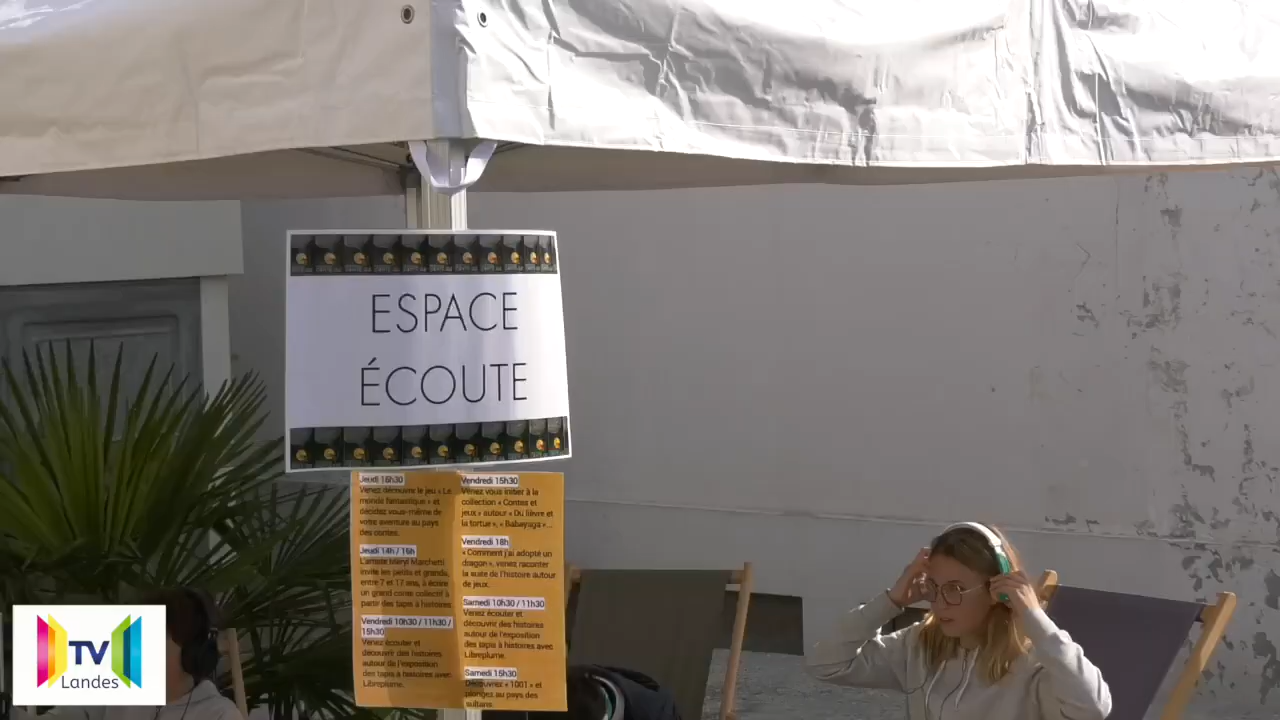 ESPACE
ÉCOUTE
Jeudi 16h30
Venez découvrir le jeu « Le
monde fantastique » et
décidez vous-même de
votre aventure au pays
des contes.
Jeudi 14h / 16h
L'artiste Meryl Marchetti
invite les petits et grands,
entre 7 et 17 ans, à écrire
un grand conte collectif à
partir des tapis à histoires
Vendredi 10h30 / 11h30 /
15h30
Venez écouter et
découvrir des histoires
autour de l'exposition
des tapis à histoires avec
Libreplume.
Vendredi 15h30
Venez vous initier à la
collection « Contes et
jeux » autour « Du lièvre et
la tortue », « Babayaga »...
Vendredi 18h
« Comment j'ai adopté un
dragon », venez raconter
la suite de l'histoire autour
de jeux.
Samedi 10h30 / 11h30
Venez écouter et
découvrir des histoires
autour de l'exposition
des tapis à histoires avec
Libreplume.
Samedi 15h30
Découvrez « 1001 » et
plongez au pays des
sultans.
TV
Landes